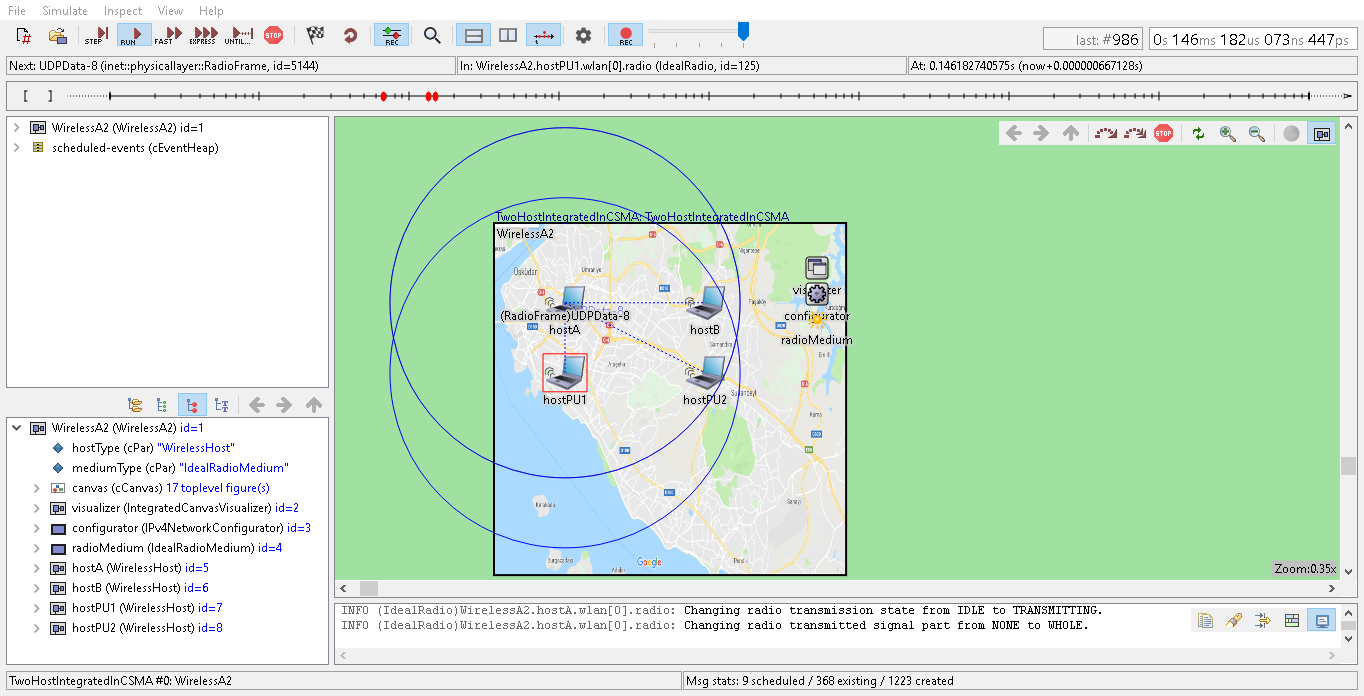 File Simulate Inspect View Help
STEP RUN FAST EXPRESS UNTIL... STOP REC REC
last: #986 0s 146ms 182us 073ns 447ps
Next: UDPData-8 (inet::physicallayer::RadioFrame, id=5144) In: WirelessA2.hostPU1.wlan[0].radio (IdealRadio, id=125) At: 0.146182740575s (now+0.000000667128s)
[ ]
WirelessA2 (WirelessA2) id=1
scheduled-events (cEventHeap)
STOP
TwoHostIntegratedInCSMA: TwoHostIntegratedInCSMA
WirelessA2
Üsküdar
Ümraniye
(RadioFrame)UDPData-8
hostA
hostB
hostPU1
hostPU2
configurator
radioMedium
Google
Zoom:0.35x
WirelessA2 (WirelessA2) id=1
hostType (cPar) "WirelessHost"
mediumType (cPar) "IdealRadioMedium"
canvas (cCanvas) 17 toplevel figure(s)
visualizer (IntegratedCanvasVisualizer) id=2
configurator (IPv4NetworkConfigurator) id=3
radioMedium (IdealRadioMedium) id=4
hostA (WirelessHost) id=5
hostB (WirelessHost) id=6
hostPU1 (WirelessHost) id=7
hostPU2 (WirelessHost) id=8
INFO (IdealRadio)WirelessA2.hostA.wlan[0].radio: Changing radio transmission state from IDLE to TRANSMITTING.
INFO (IdealRadio)WirelessA2.hostA.wlan[0].radio: Changing radio transmitted signal part from NONE to WHOLE.
TwoHostIntegratedInCSMA #0: WirelessA2 Msg stats: 9 scheduled / 368 existing / 1223 created